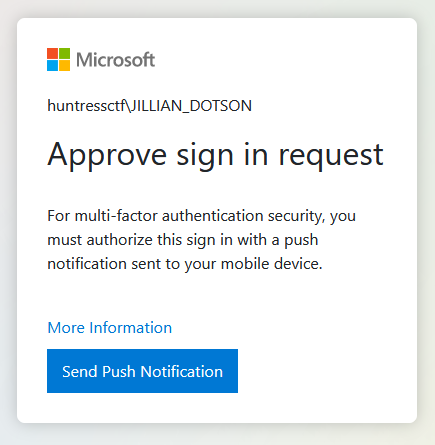 Microsoft
huntressctf\JILLIAN_DOTSON
Approve sign in request
For multi-factor authentication security, you
must authorize this sign in with a push
notification sent to your mobile device.
More Information
Send Push Notification